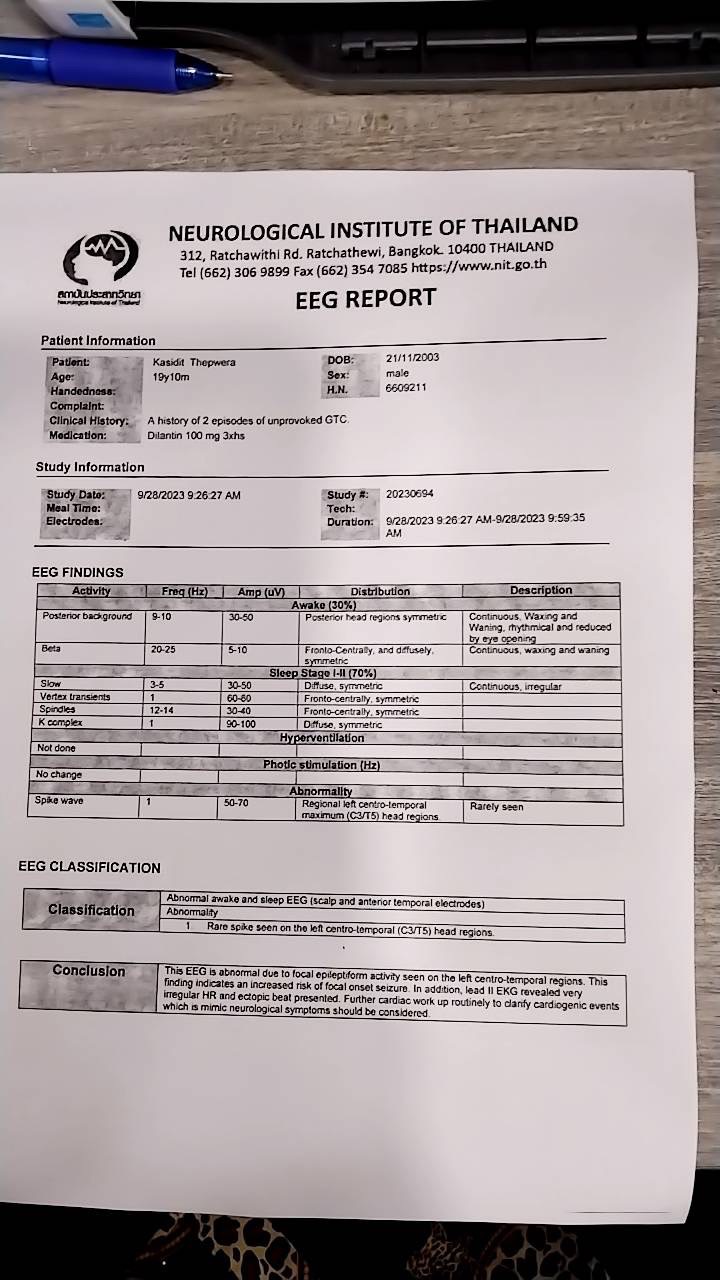 NEUROLOGICAL INSTITUTE OF THAILAND
312, Ratchawithi Rd. Ratchathewi, Bangkok. 10400 THAILAND
Tel (662) 306 9899 Fax (662) 354 7085 https://www.nit.go.th
สถาบันประสาทวิทยา
Neurological Institute of Thailand
EEG REPORT
Patient Information
Patient: Kasidit Thepwera DOB: 21/11/2003
Age: 19y10m Sex: male
Handedness: H.N. 6609211
Complaint:
Clinical History: A history of 2 episodes of unprovoked GTC.
Medication: Dilantin 100 mg 3xhs
Study Information
Study Date: 9/28/2023 9:26:27 AM Study #: 20230694
Meal Time: Tech:
Electrodes: Duration: 9/28/2023 9:26:27 AM-9/28/2023 9:59:35
AM
EEG FINDINGS
Activity Freq (Hz) Amp (uV) Distribution Description
Awake (30%)
Posterior background 9-10 30-50 Posterior head regions symmetric Continuous, Waxing and
Waning, rhythmical and reduced
by eye opening
Beta 20-25 5-10 Fronto-Centrally, and diffusely, Continuous, waxing and waning
symmetric
Sleep Stage I-II (70%)
Slow 3-5 30-50 Diffuse, symmetric Continuous, irregular
Vertex transients 1 60-80 Fronto-centrally, symmetric
Spindles 12-14 30-40 Fronto-centrally, symmetric
K complex 1 90-100 Diffuse, symmetric
Hyperventilation
Not done
Photic stimulation (Hz)
No change
Abnormality
Spike wave 1 50-70 Regional left centro-temporal Rarely seen
maximum (C3/T5) head regions
EEG CLASSIFICATION
Classification Abnormal awake and sleep EEG (scalp and anterior temporal electrodes)
Abnormality
1 Rare spike seen on the left centro-temporal (C3/T5) head regions.
Conclusion This EEG is abnormal due to focal epileptiform activity seen on the left centro-temporal regions. This
finding indicates an increased risk of focal onset seizure. In addition, lead II EKG revealed very
irregular HR and ectopic beat presented. Further cardiac work up routinely to clarify cardiogenic events
which is mimic neurological symptoms should be considered.